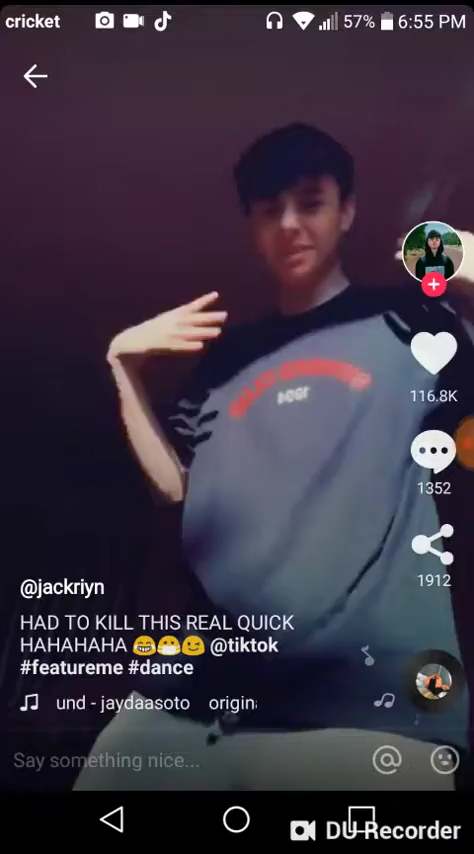 cricket 57% 6:55 PM
116.8K
1352
1912
@jackriyn
HAD TO KILL THIS REAL QUICK
HAHAHAHA 😂😷😉 @tiktok
#featureme #dance
und - jaydaasoto origin
Say something nice...
DU Recorder